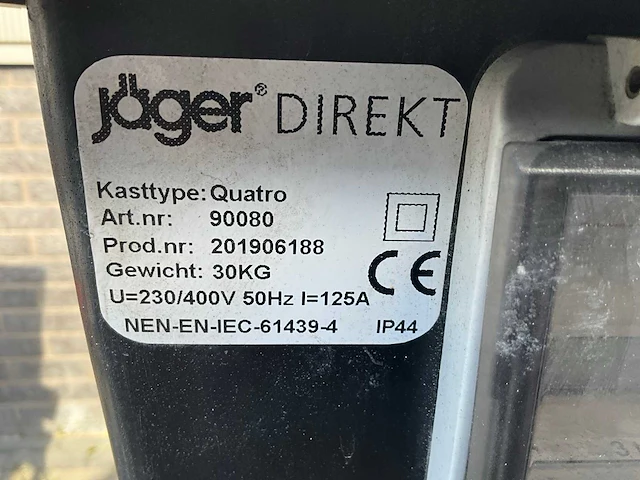 jäger® DIREKT
Kasttype: Quatro
Art.nr: 90080
Prod.nr: 201906188
Gewicht: 30KG
CE
U=230/400V 50Hz I=125A
NEN-EN-IEC-61439-4 IP44
3